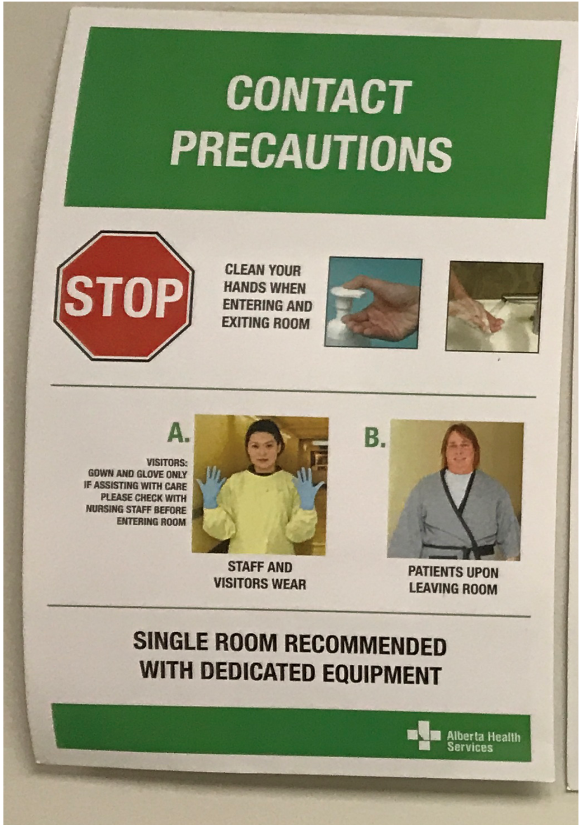 CONTACT
PRECAUTIONS
STOP
CLEAN YOUR
HANDS WHEN
ENTERING AND
EXITING ROOM
A.
VISITORS:
GOWN AND GLOVE ONLY
IF ASSISTING WITH CARE
PLEASE CHECK WITH
NURSING STAFF BEFORE
ENTERING ROOM
STAFF AND
VISITORS WEAR
B.
PATIENTS UPON
LEAVING ROOM
SINGLE ROOM RECOMMENDED
WITH DEDICATED EQUIPMENT
Alberta Health
Services